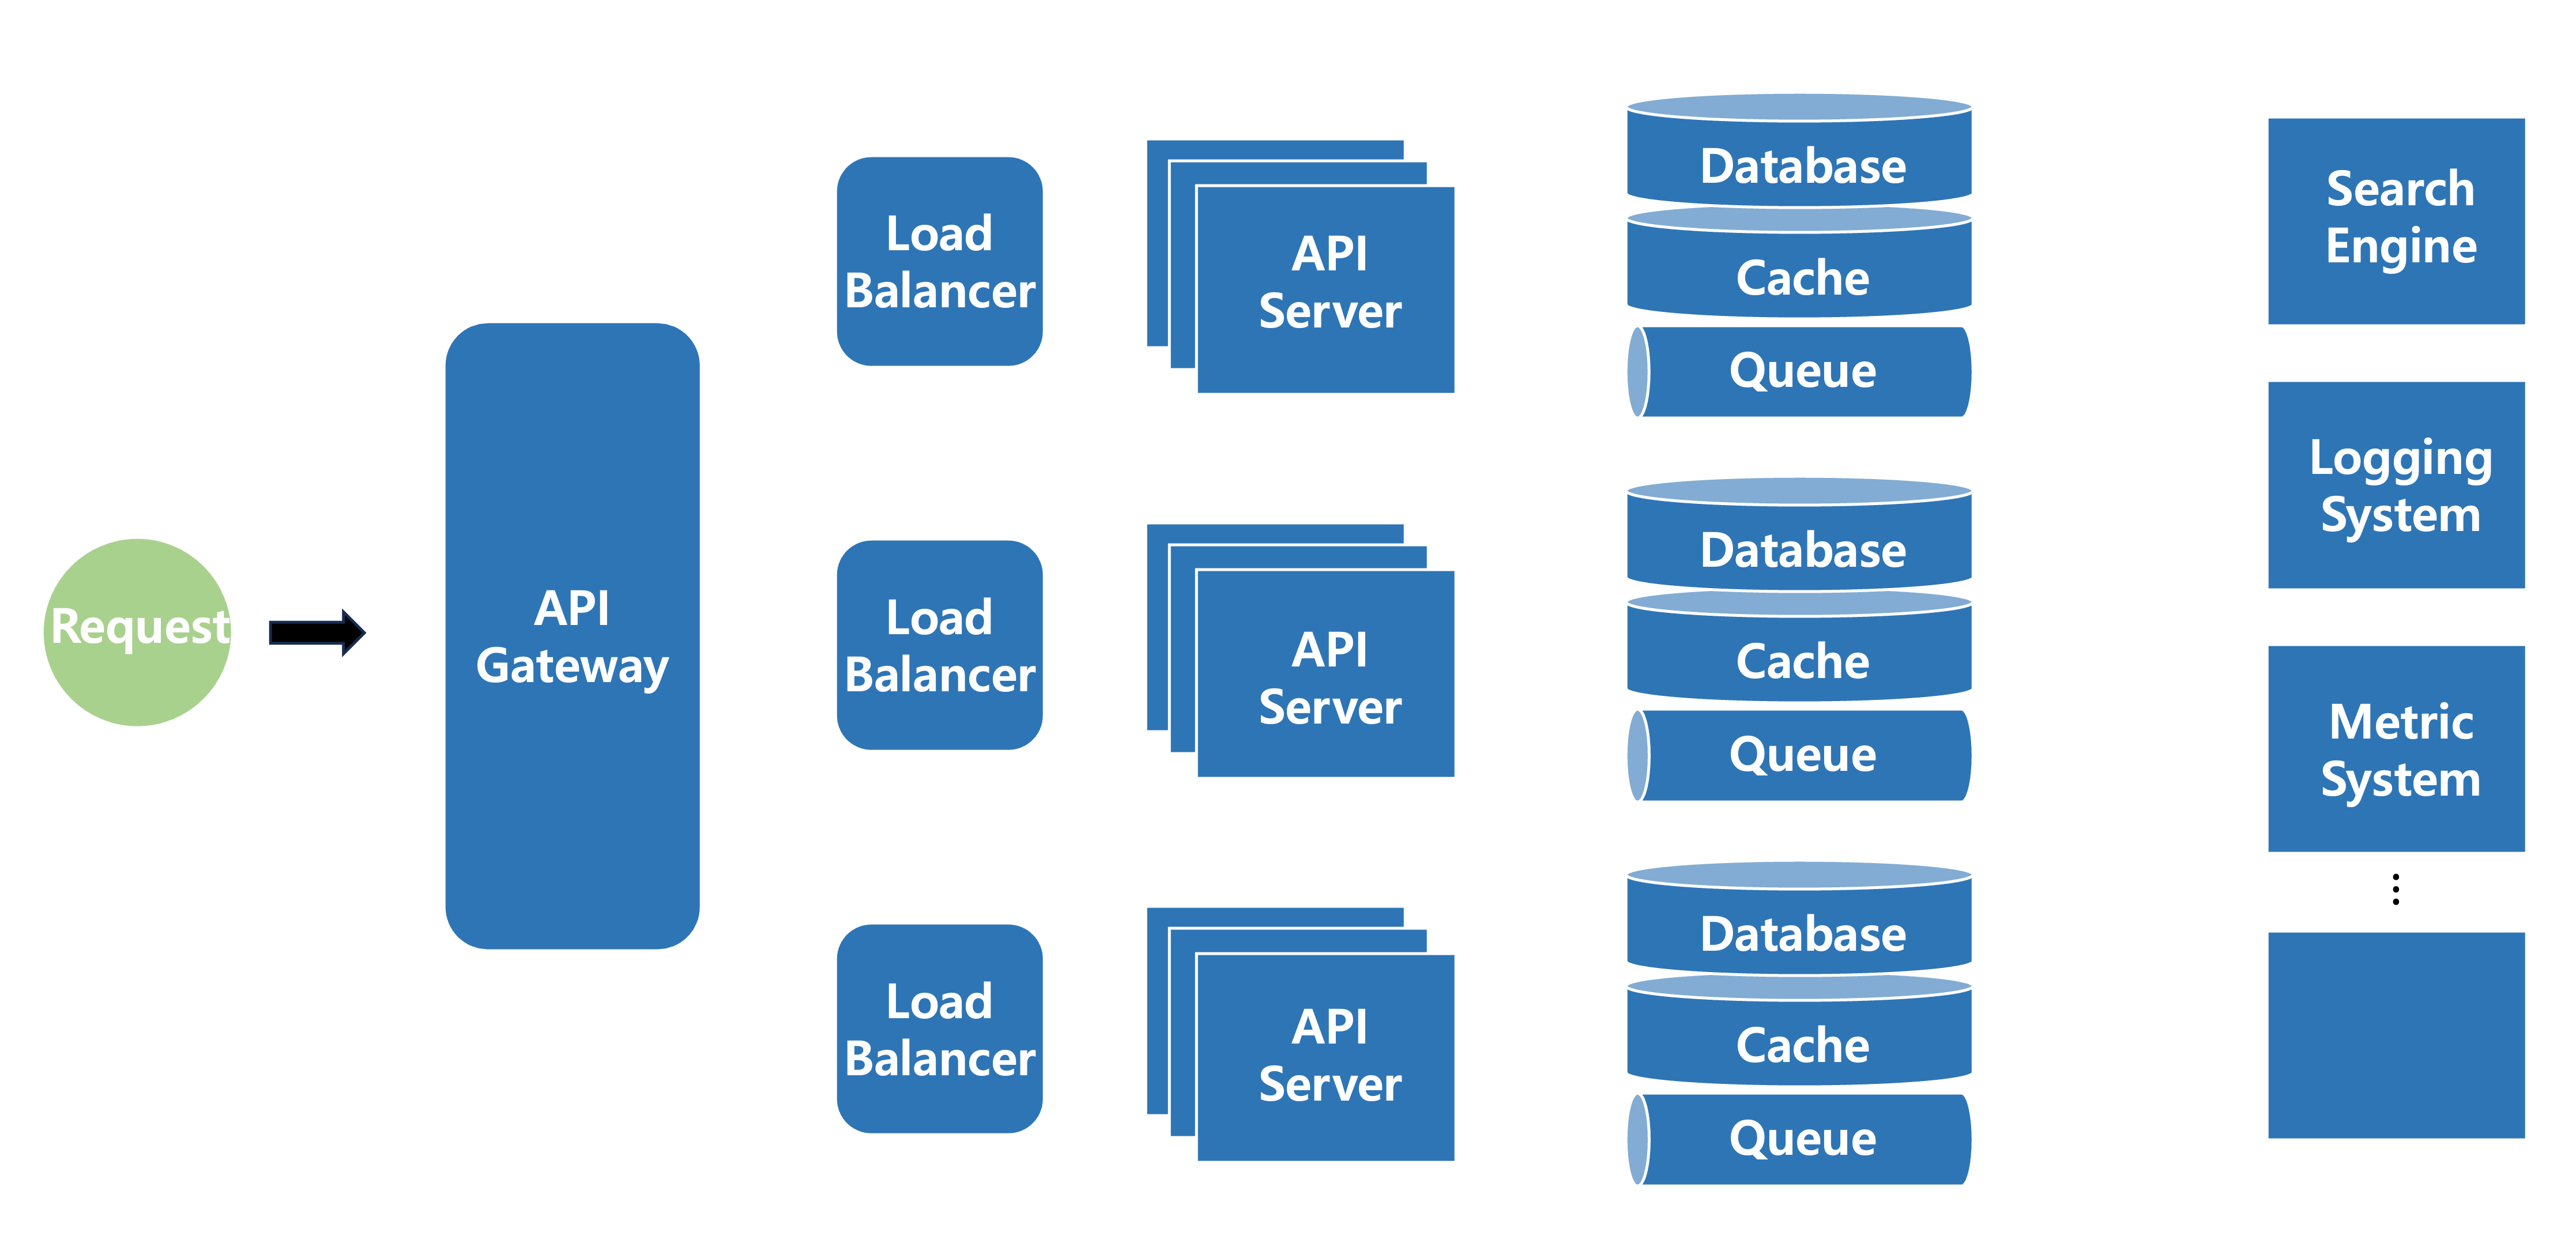 Request
API
Gateway
Load
Balancer
API
Server
Database
Cache
Queue
Load
Balancer
API
Server
Database
Cache
Queue
Load
Balancer
API
Server
Database
Cache
Queue
Search
Engine
Logging
System
Metric
System